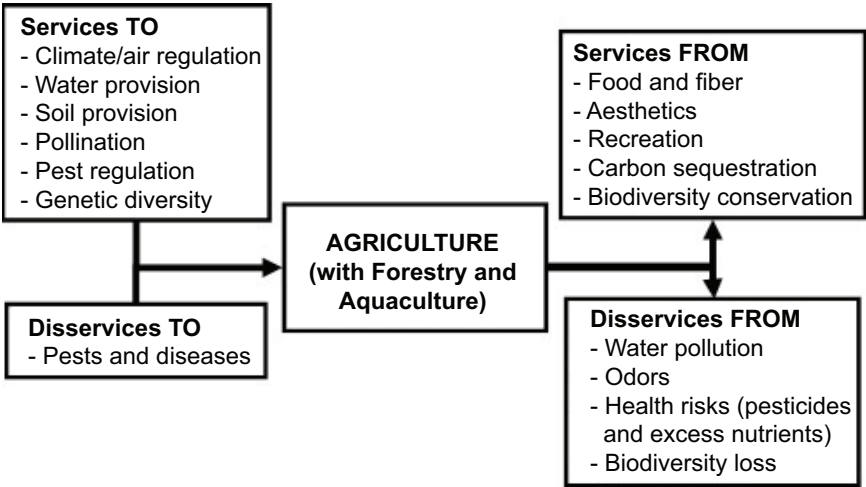 Services TO
- Climate/air regulation
- Water provision
- Soil provision
- Pollination
- Pest regulation
- Genetic diversity
Disservices TO
- Pests and diseases
AGRICULTURE
(with Forestry and
Aquaculture)
Services FROM
- Food and fiber
- Aesthetics
- Recreation
- Carbon sequestration
- Biodiversity conservation
Disservices FROM
- Water pollution
- Odors
- Health risks (pesticides
and excess nutrients)
- Biodiversity loss